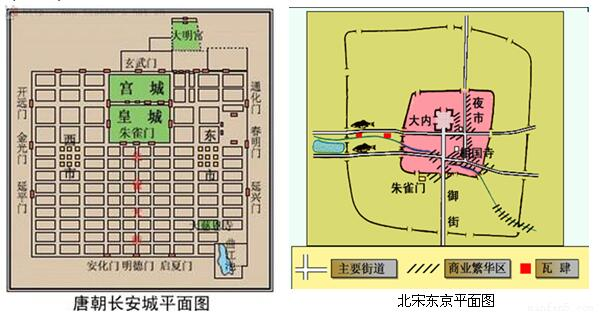 大明宫
玄武门
宫城
皇城
朱雀门
开远门
金光门
延平门
西市
东市
通化门
春明门
延兴门
曲江池
安化门 明德门 启夏门
唐朝长安城平面图
大内
夜市
相国寺
朱雀门
御街
主要街道
商业繁华区
瓦肆
北宋东京平面图